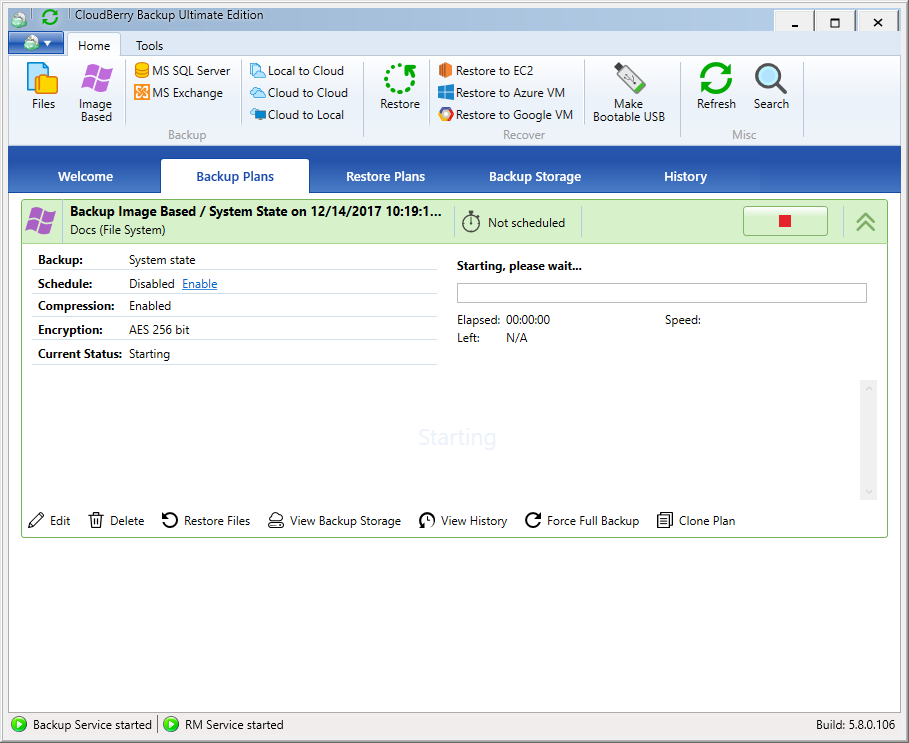 CloudBerry Backup Ultimate Edition
Home Tools
Files
Image Based
MS SQL Server
MS Exchange
Backup
Local to Cloud
Cloud to Cloud
Cloud to Local
Restore
Restore to EC2
Restore to Azure VM
Restore to Google VM
Recover
Make
Bootable USB
Refresh
Search
Misc
Welcome Backup Plans Restore Plans Backup Storage History
Backup Image Based / System State on 12/14/2017 10:19:1...
Docs (File System)
Not scheduled
Backup: System state
Schedule: Disabled Enable
Compression: Enabled
Encryption: AES 256 bit
Current Status: Starting
Starting, please wait...
Elapsed: 00:00:00 Speed:
Left: N/A
Starting
Edit Delete Restore Files View Backup Storage View History Force Full Backup Clone Plan
Backup Service started RM Service started Build: 5.8.0.106